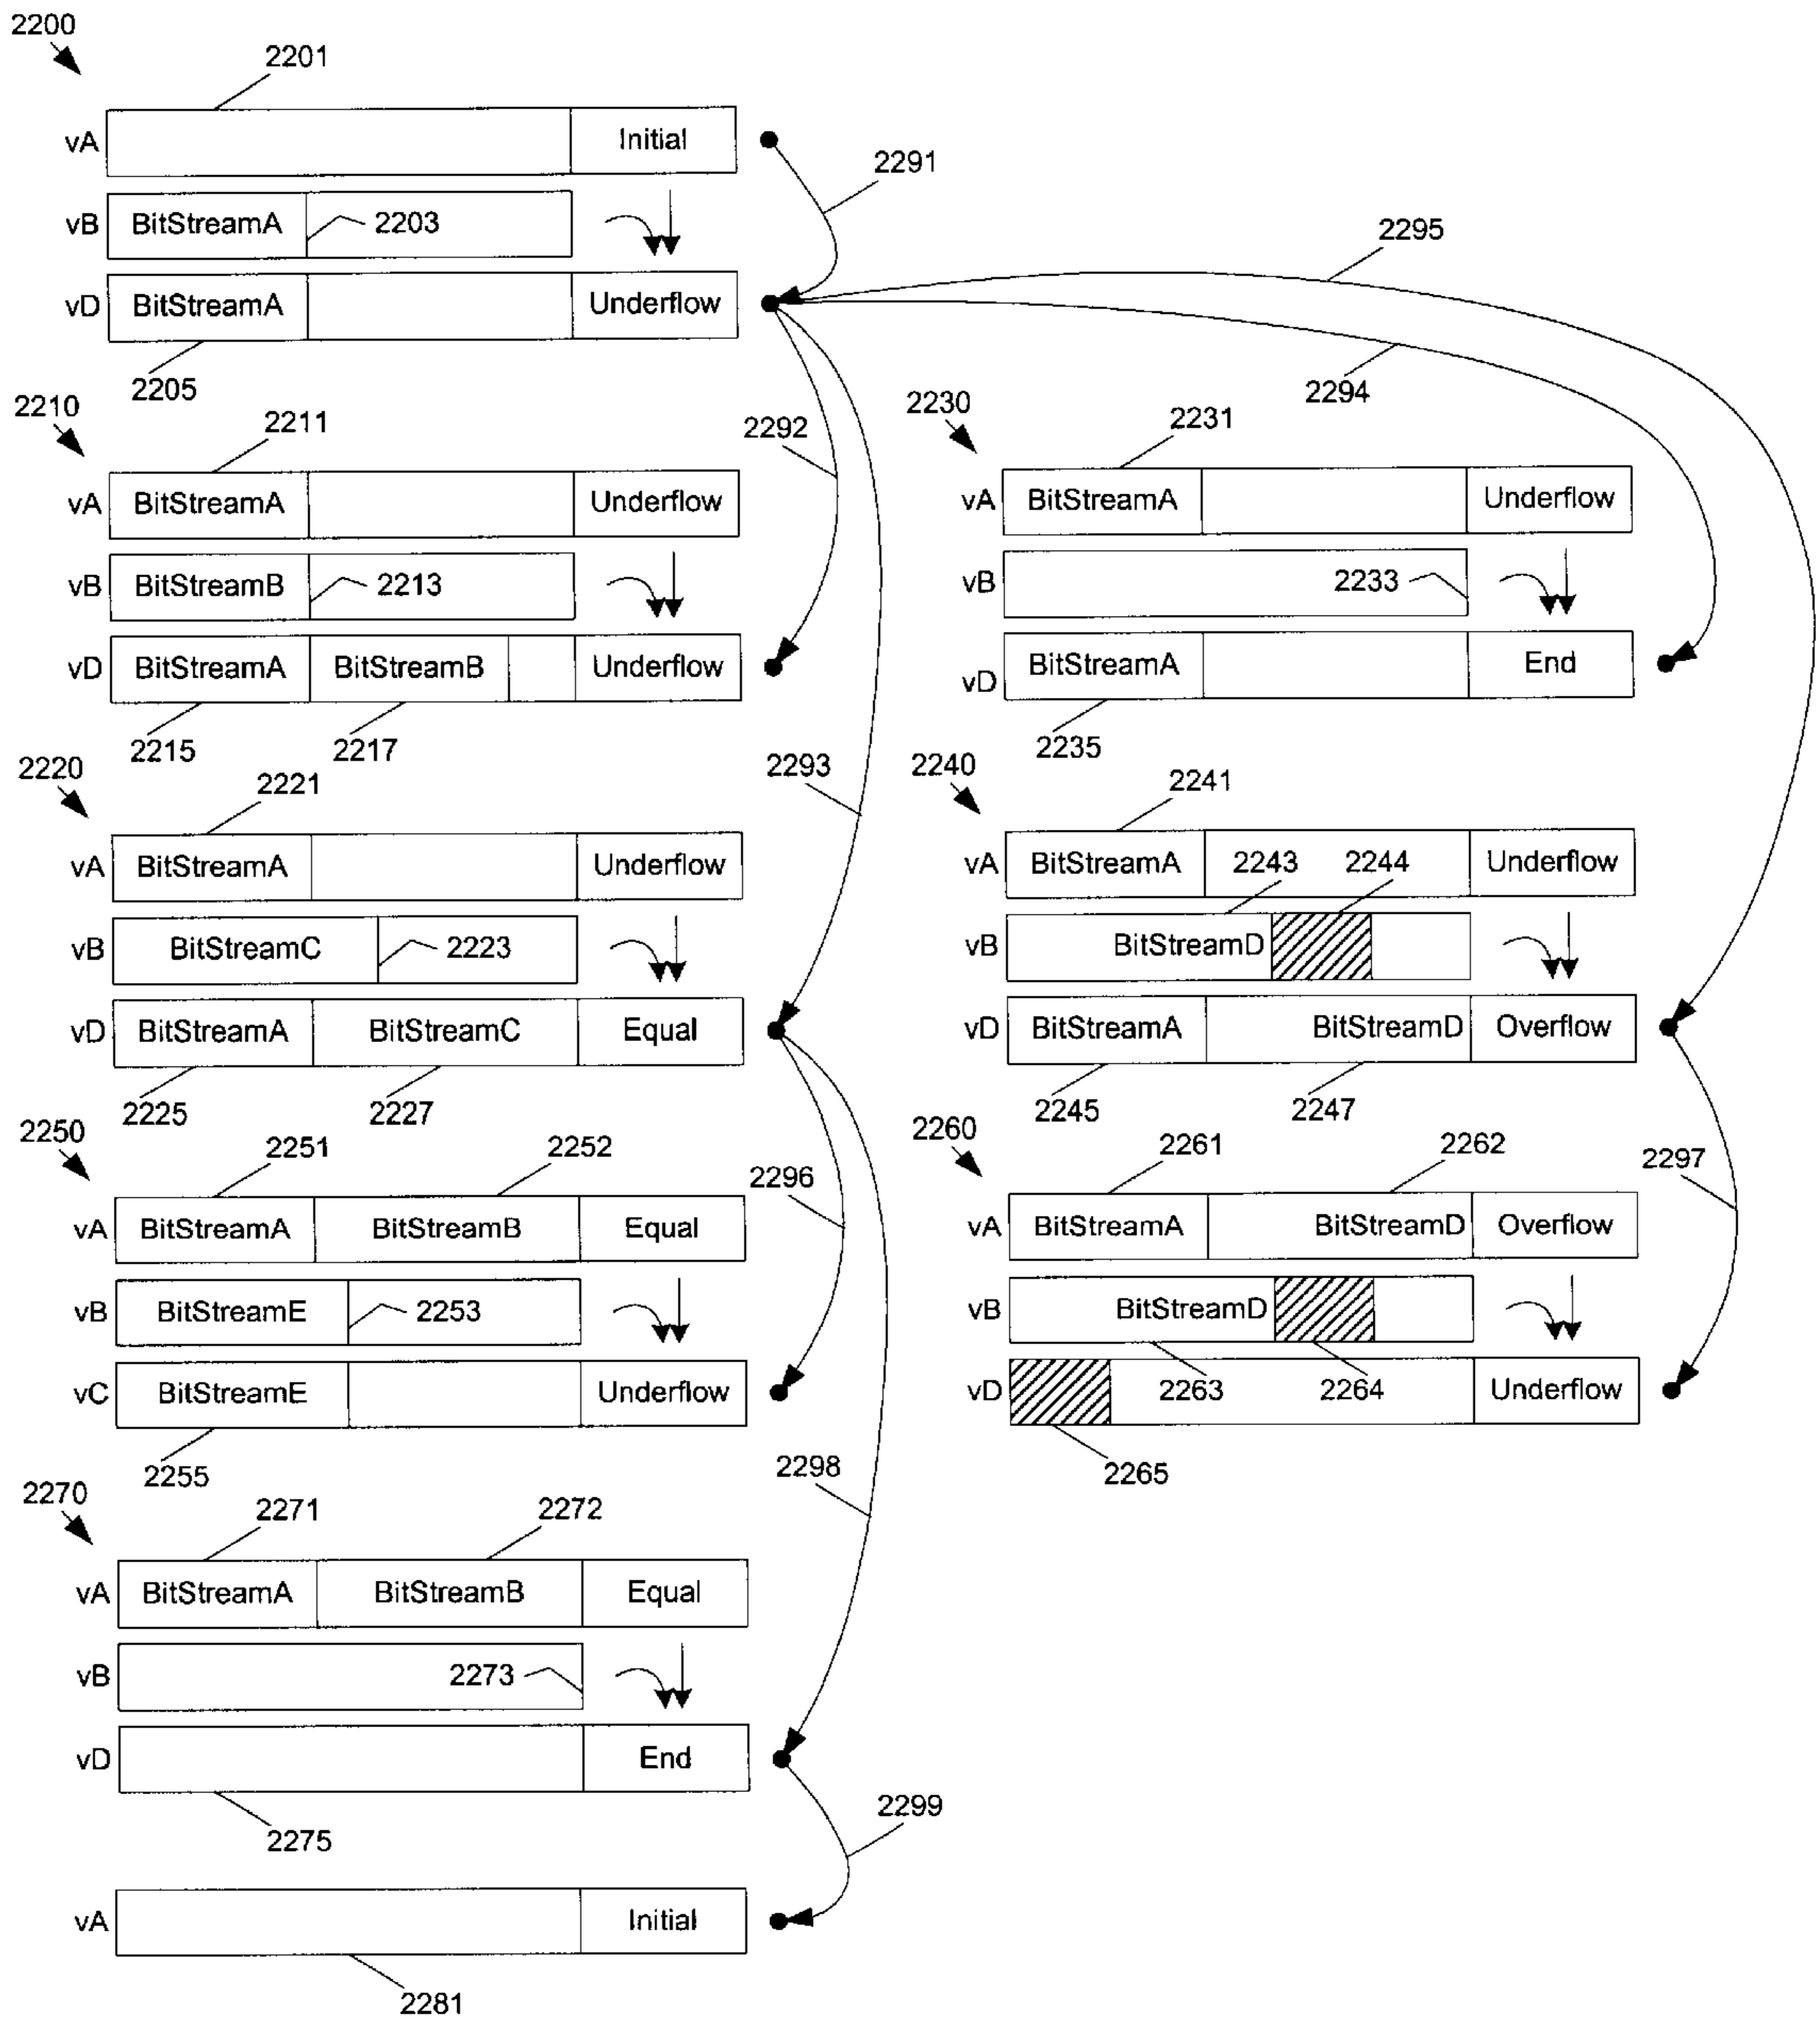 2200
2201
vA Initial
2291
vB BitStreamA 2203
2295
vD BitStreamA Underflow
2205
2294
2210
2211
2292
2230
2231
vA BitStreamA Underflow
vA BitStreamA Underflow
vB BitStreamB 2213
vB 2233
vD BitStreamA BitStreamB Underflow
vD BitStreamA End
2215 2217
2235
2220
2221
2293
2240
2241
vA BitStreamA Underflow
vA BitStreamA 2243 2244 Underflow
vB BitStreamC 2223
vB BitStreamD
vD BitStreamA BitStreamC Equal
vD BitStreamA BitStreamD Overflow
2225 2227
2245 2247
2250
2251 2252
2296
2260
2261 2262
2297
vA BitStreamA BitStreamB Equal
vA BitStreamA BitStreamD Overflow
vB BitStreamE 2253
vB BitStreamD
vC BitStreamE Underflow
vD 2263 2264 Underflow
2255
2265
2298
2270
2271 2272
vA BitStreamA BitStreamB Equal
vB 2273
vD End
2275
2299
vA Initial
2281